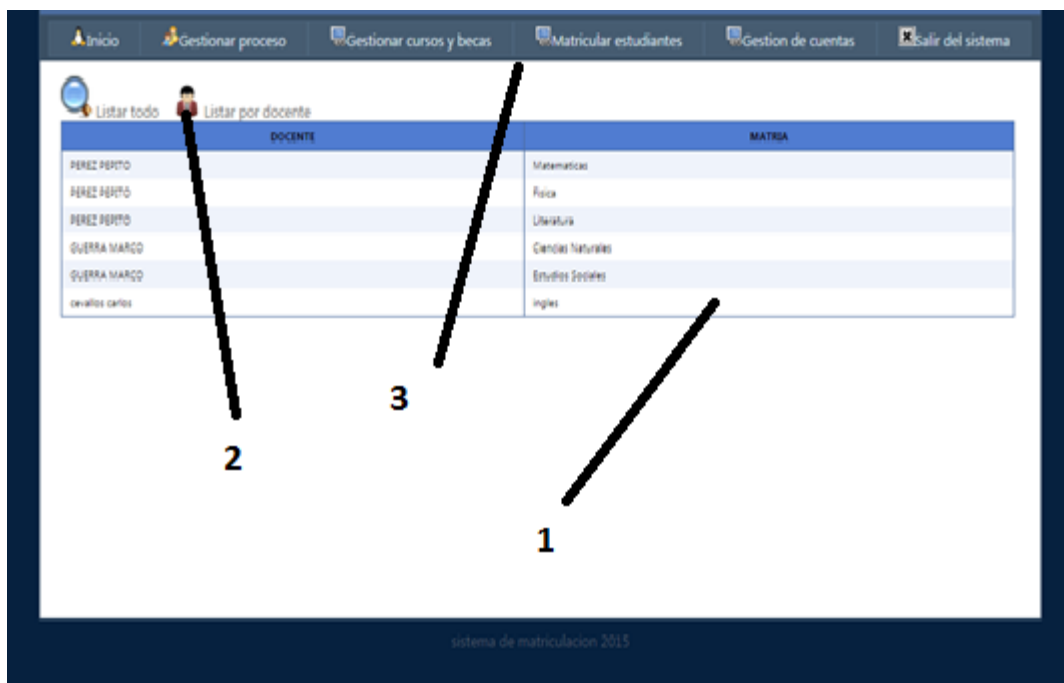 Inicio Gestionar proceso Gestionar cursos y becas Matricular estudiantes Gestion de cuentas Salir del sistema
Listar todo Listar por docente
DOCENTE MATRIA
PEREZ PEPITO Matematicas
PEREZ PEPITO Fisica
PEREZ PEPITO Literatura
GUERRA MARCO Ciencias Naturales
GUERRA MARCO Estudios Sociales
cevallos carlos ingles
3
2
1
sistema de matriculacion 2015